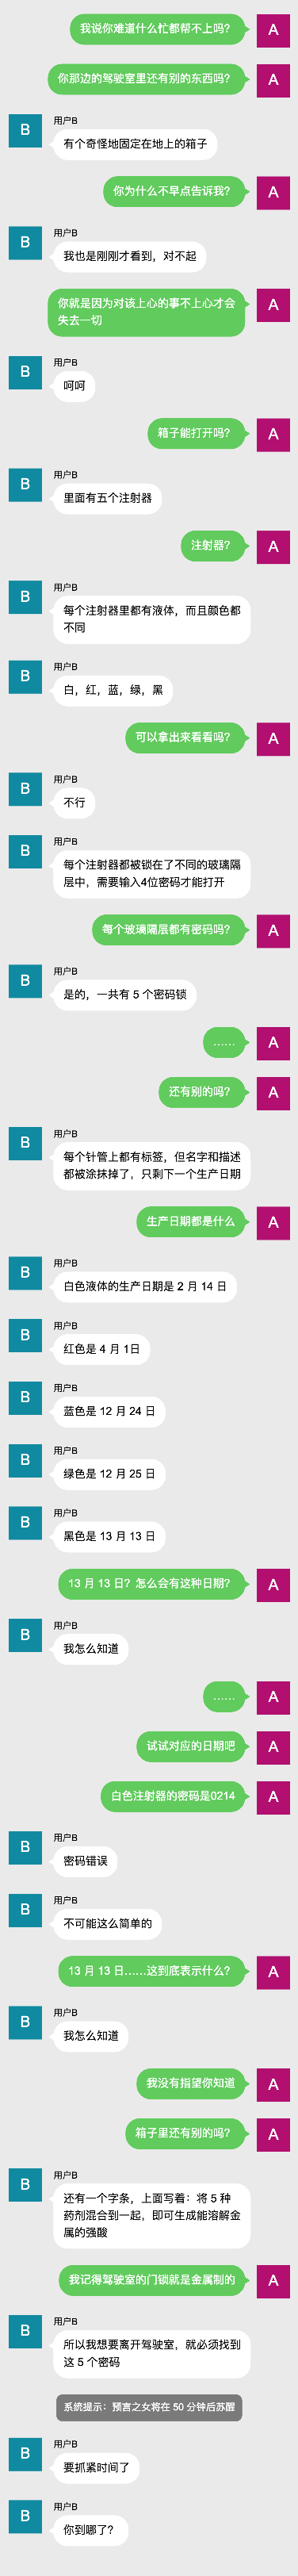 我说你难道什么忙都帮不上吗?
A
你那边的驾驶室里还有别的东西吗?
A
用户B
B
有个奇怪地固定在地上的箱子
你为什么不早点告诉我?
A
用户B
B
我也是刚刚才看到，对不起
你就是因为对该上心的事不上心才会
失去一切
A
用户B
B
呵呵
箱子能打开吗?
A
用户B
B
里面有五个注射器
注射器?
A
用户B
B
每个注射器里都有液体，而且颜色都
不同
用户B
B
白，红，蓝，绿，黑
可以拿出来看看吗?
A
用户B
B
不行
用户B
B
每个注射器都被锁在了不同的玻璃隔
层中，需要输入4位密码才能打开
每个玻璃隔层都有密码吗?
A
用户B
B
是的，一共有 5 个密码锁
……
A
还有别的吗?
A
用户B
B
每个针管上都有标签，但名字和描述
都被涂抹掉了，只剩下一个生产日期
生产日期都是什么
A
用户B
B
白色液体的生产日期是 2 月 14 日
用户B
B
红色是 4 月 1日
用户B
B
蓝色是 12 月 24 日
用户B
B
绿色是 12 月 25 日
用户B
B
黑色是 13 月 13 日
13 月 13 日? 怎么会有这种日期?
A
用户B
B
我怎么知道
……
A
试试对应的日期吧
A
白色注射器的密码是0214
A
用户B
B
密码错误
用户B
B
不可能这么简单的
13 月 13 日……这到底表示什么?
A
用户B
B
我怎么知道
我没有指望你知道
A
箱子里还有别的吗?
A
用户B
B
还有一个字条，上面写着：将 5 种
药剂混合到一起，即可生成能溶解金
属的强酸
我记得驾驶室的门锁就是金属制的
A
用户B
B
所以我想要离开驾驶室，就必须找到
这 5 个密码
系统提示：预言之女将在 50 分钟后苏醒
用户B
B
要抓紧时间了
用户B
B
你到哪了?